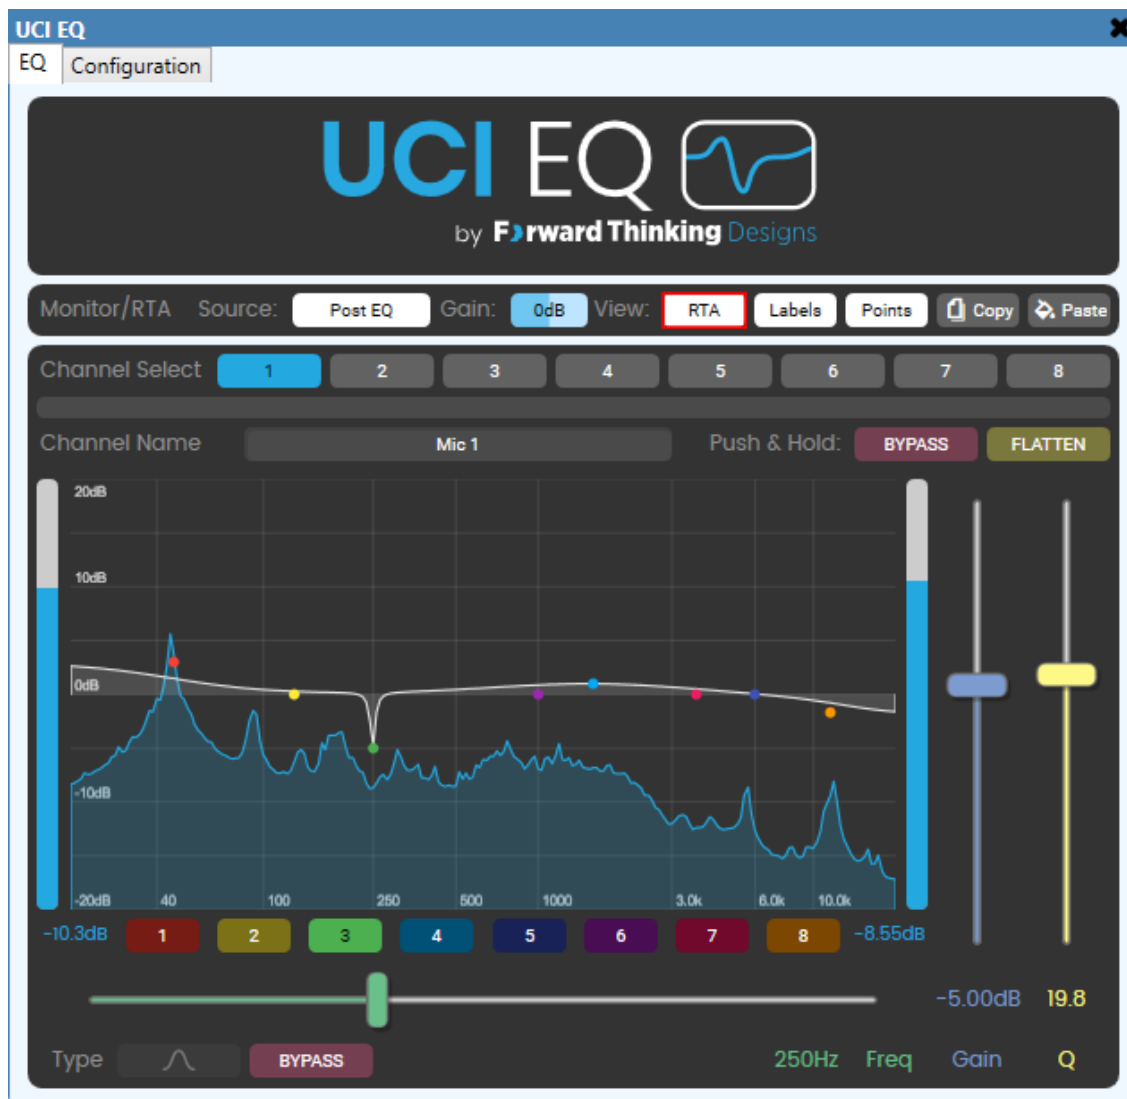 UCI EQ
EQ Configuration
UCI EQ
by Forward Thinking Designs
Monitor/RTA Source: Post EQ Gain: 0dB View: RTA Labels Points Copy Paste
Channel Select 1 2 3 4 5 6 7 8
Channel Name Mic 1 Push & Hold: BYPASS FLATTEN
20dB
10dB
0dB
-10dB
-20dB 40 100 250 500 1000 3.0k 6.0k 10.0k
-10.3dB 1 2 3 4 5 6 7 8 -8.55dB
-5.00dB 19.8
Type BYPASS 250Hz Freq Gain Q